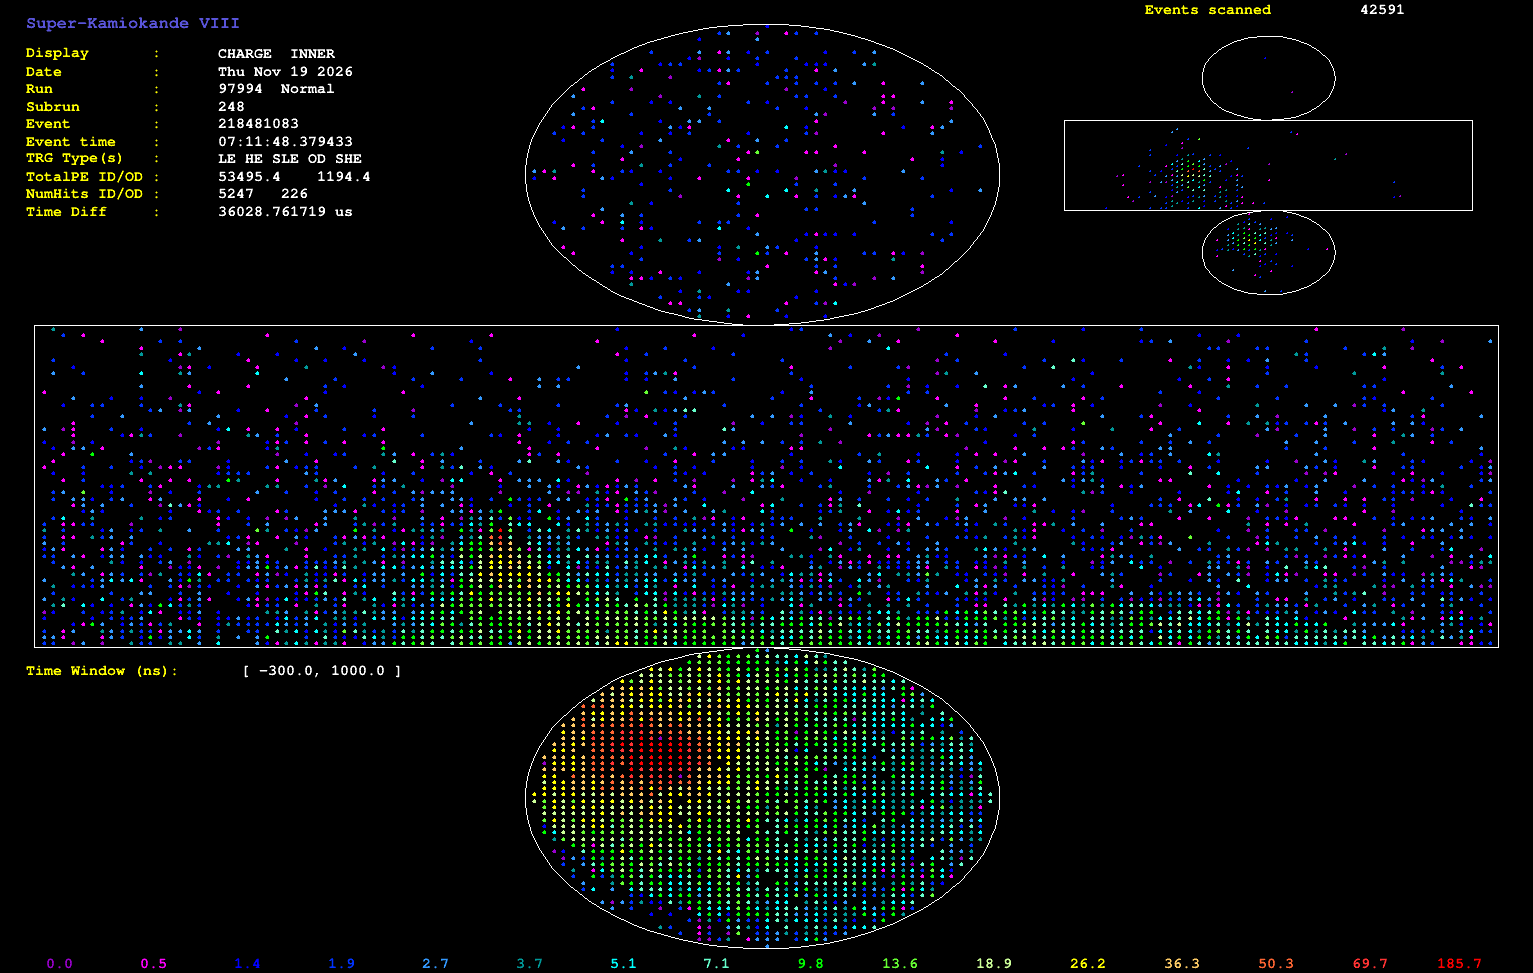 Super-Kamiokande VIII
Display : CHARGE INNER
Date : Thu Nov 19 2026
Run : 97994 Normal
Subrun : 248
Event : 218481083
Event time : 07:11:48.379433
TRG Type(s) : LE HE SLE OD SHE
TotalPE ID/OD : 53495.4 1194.4
NumHits ID/OD : 5247 226
Time Diff : 36028.761719 us
Events scanned 42591
Time Window (ns): [ −300.0, 1000.0 ]
0.0 0.5 1.4 1.9 2.7 3.7 5.1 7.1 9.8 13.6 18.9 26.2 36.3 50.3 69.7 185.7